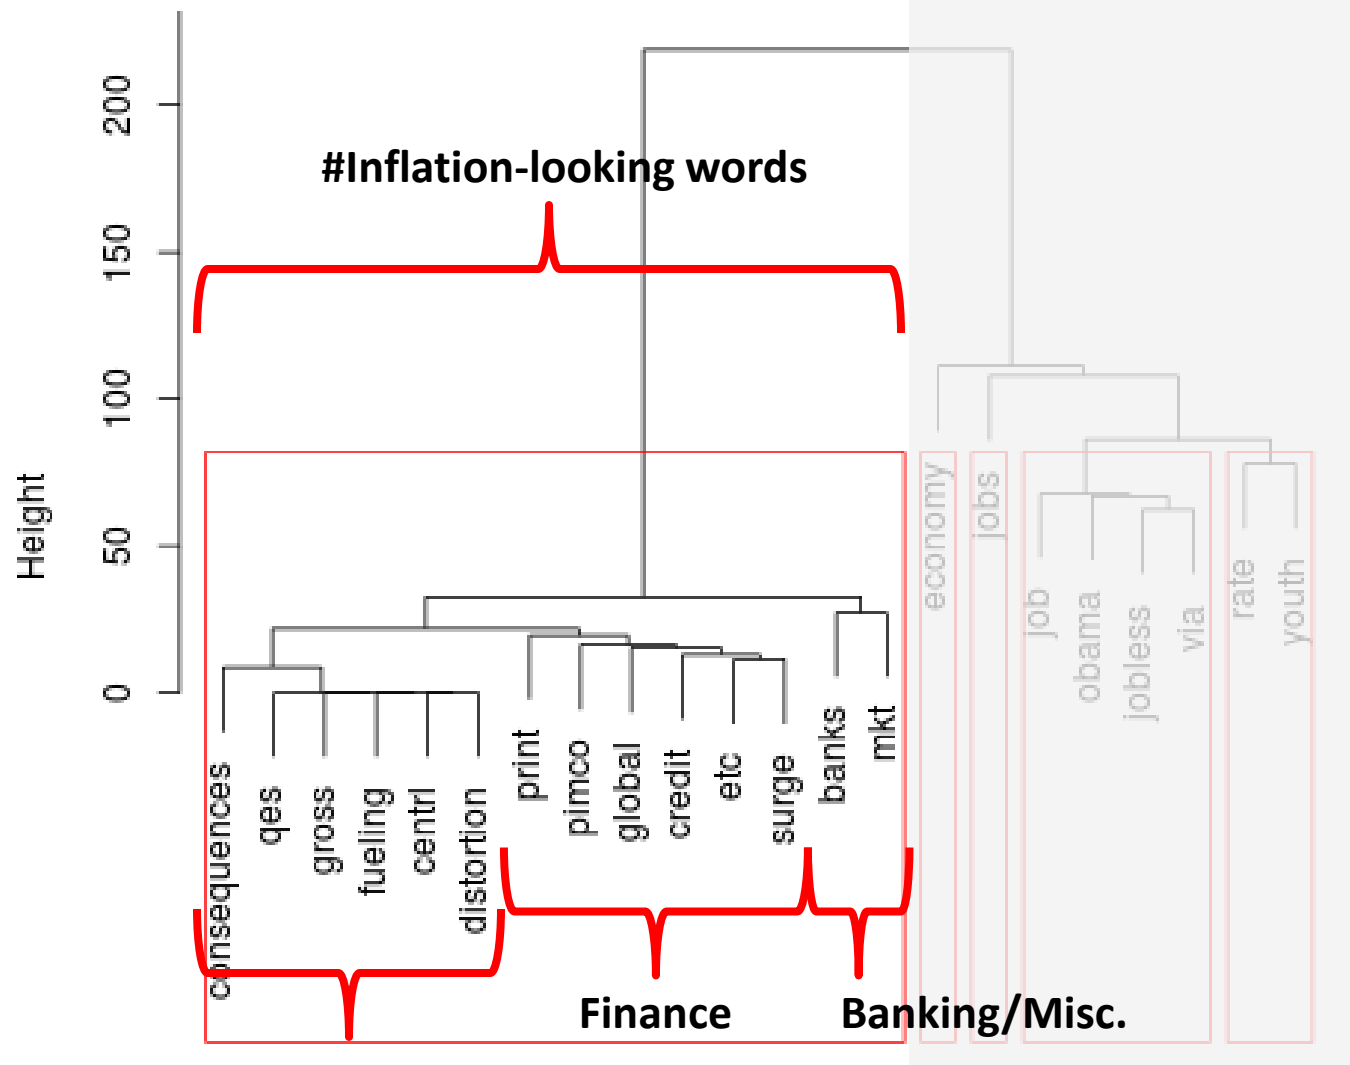 200
150
100
50
0
Height
#Inflation-looking words
economy
jobs
job
obama
jobless
via
rate
youth
consequences
qes
gross
fueling
centrl
distortion
print
pimco
global
credit
etc
surge
banks
mkt
Finance
Banking/Misc.